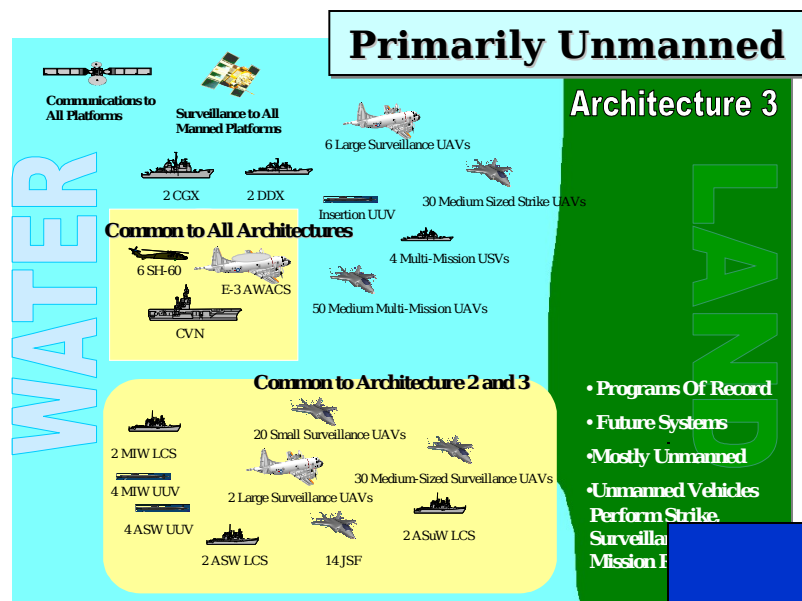 Primarily Unmanned
Architecture 3
Communications to
All Platforms
Surveillance to All
Manned Platforms
6 Large Surveillance UAVs
2 CGX
2 DDX
Insertion UUV
30 Medium Sized Strike UAVs
WATER
LAND
Common to All Architectures
4 Multi-Mission USVs
6 SH-60
E-3 AWACS
50 Medium Multi-Mission UAVs
CVN
Common to Architecture 2 and 3
• Programs Of Record
• Future Systems
•Mostly Unmanned
•Unmanned Vehicles
Perform Strike,
Mission
20 Small Surveillance UAVs
2 MIW LCS
30 Medium-Sized Surveillance UAVs
4 MIW UUV
2 Large Surveillance UAVs
4 ASW UUV
2 ASuW LCS
2 ASW LCS
14 JSF